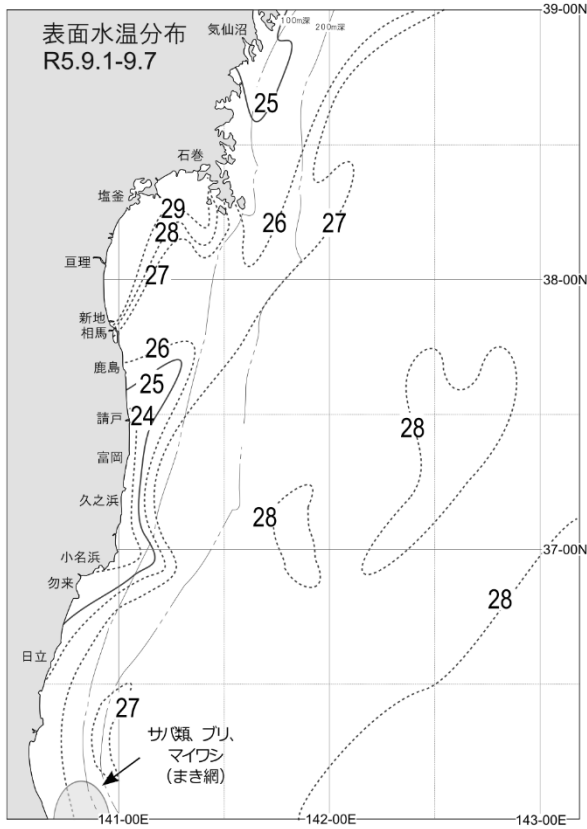 表面水温分布
R5.9.1-9.7
気仙沼
100m深
200m深
39-00N
25
石巻
塩釜
29
28
26
27
亘理
27
38-00N
新地
相馬
26
鹿島
25
24
請戸
28
富岡
久之浜
28
37-00N
小名浜
勿来
28
日立
27
サバ類、ブリ、
マイワシ
(まき網)
141-00E
142-00E
143-00E